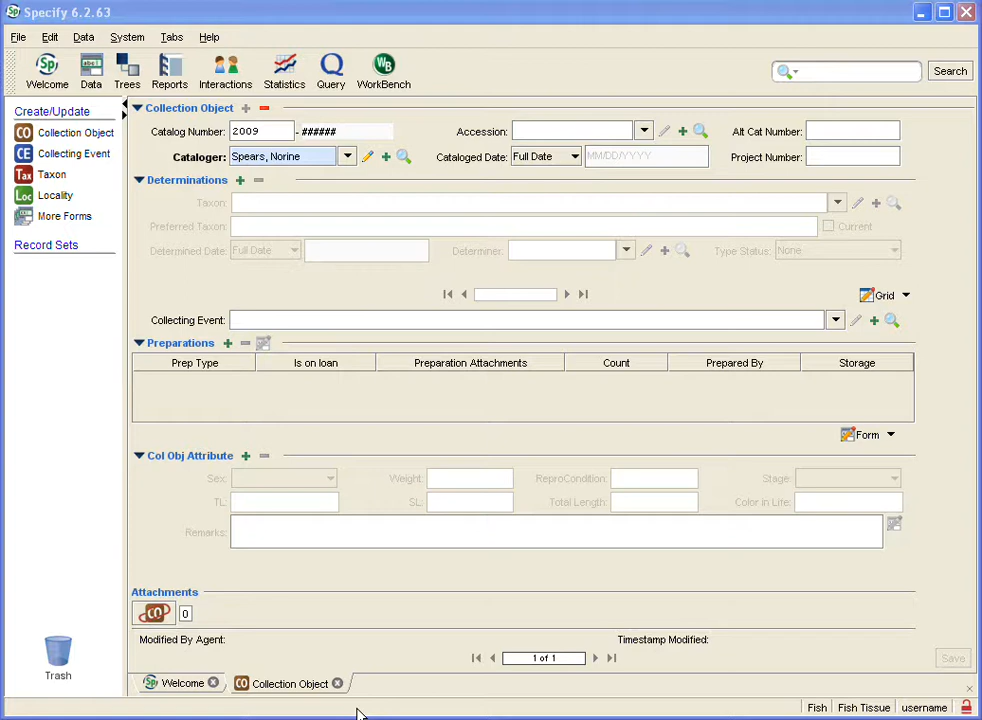 Specify 6.2.63
File Edit Data System Tabs Help
Welcome Data Trees Reports Interactions Statistics Query WorkBench Search
Create/Update
Collection Object
Collecting Event
Taxon
Locality
More Forms
Record Sets
Trash
Collection Object
Catalog Number: 2009 - ###### Accession: Alt Cat Number:
Cataloger: Spears, Norine Cataloged Date: Full Date MM/DD/YYYY Project Number:
Determinations
Taxon:
Preferred Taxon: Current
Determined Date: Full Date Determiner: Type Status: None
Grid
Collecting Event:
Preparations
Prep Type Is on loan Preparation Attachments Count Prepared By Storage
Form
Col Obj Attribute
Sex: Weight: ReproCondition: Stage:
TL: SL: Total Length: Color in Life:
Remarks:
Attachments
CO 0
Modified By Agent: Timestamp Modified:
1 of 1 Save
Welcome Collection Object
Fish Fish Tissue username